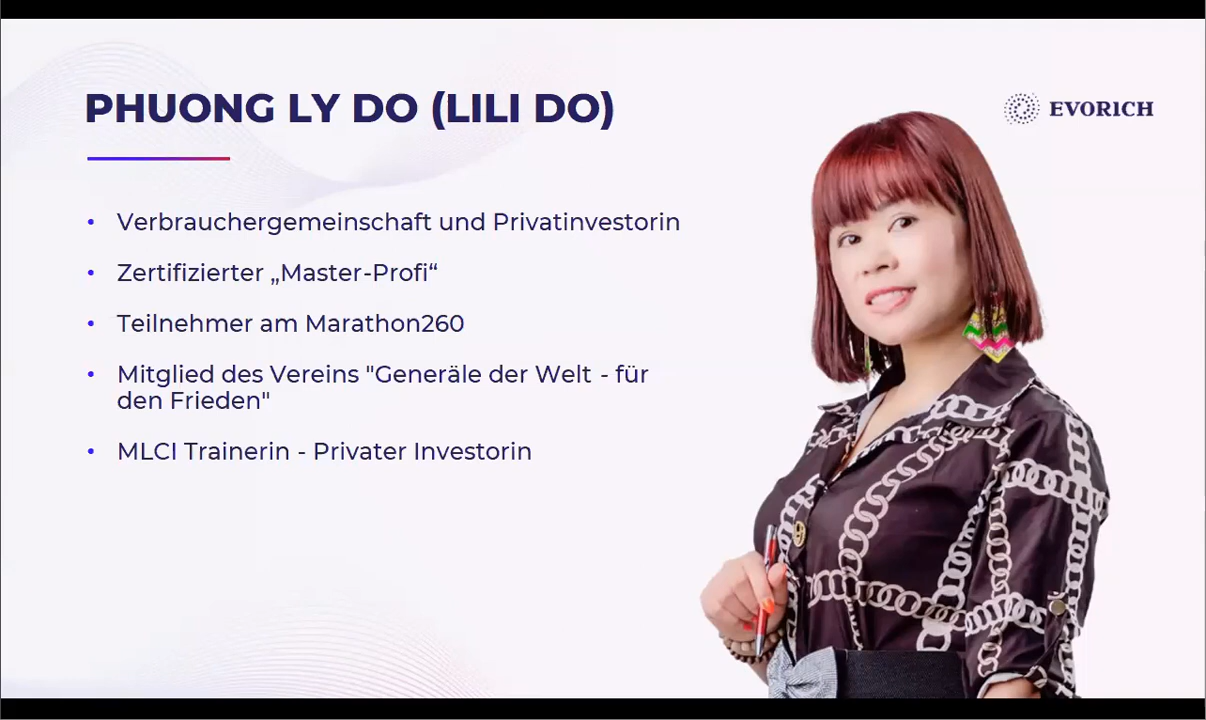 PHUONG LY DO (LILI DO)
EVORICH
• Verbrauchergemeinschaft und Privatinvestorin
• Zertifizierter „Master-Profi“
• Teilnehmer am Marathon260
• Mitglied des Vereins "Generäle der Welt - für
den Frieden"
• MLCI Trainerin - Privater Investorin